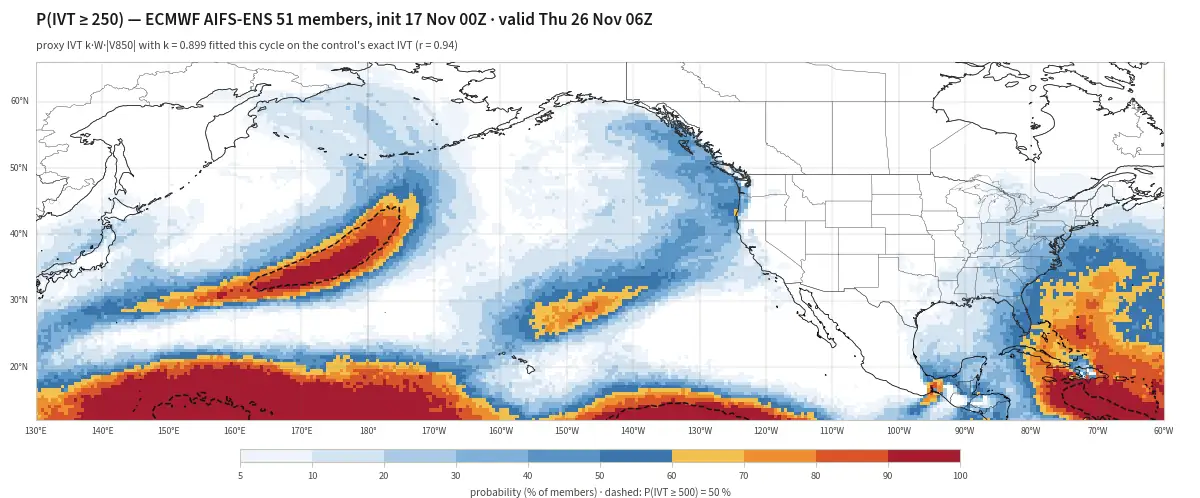 P(IVT ≥ 250) — ECMWF AIFS-ENS 51 members, init 17 Nov 00Z · valid Thu 26 Nov 06Z
proxy IVT k·W·|V850| with k = 0.899 fitted this cycle on the control's exact IVT (r = 0.94)
60°N
50°N
40°N
30°N
20°N
130°E 140°E 150°E 160°E 170°E 180° 170°W 160°W 150°W 140°W 130°W 120°W 110°W 100°W 90°W 80°W 70°W 60°W
5 10 20 30 40 50 60 70 80 90 100
probability (% of members) · dashed: P(IVT ≥ 500) = 50 %